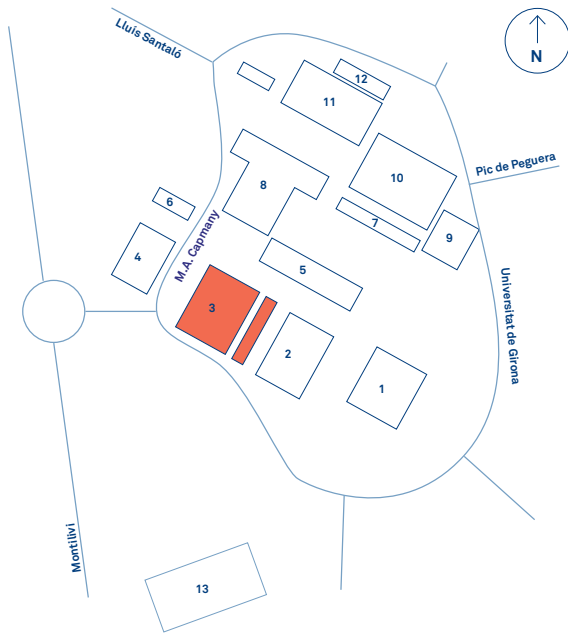 Lluís Santaló
N
12
11
10
Pic de Peguera
8
6
7
9
M.A. Capmany
4
5
Universitat de Girona
3
2
1
Montilivi
13